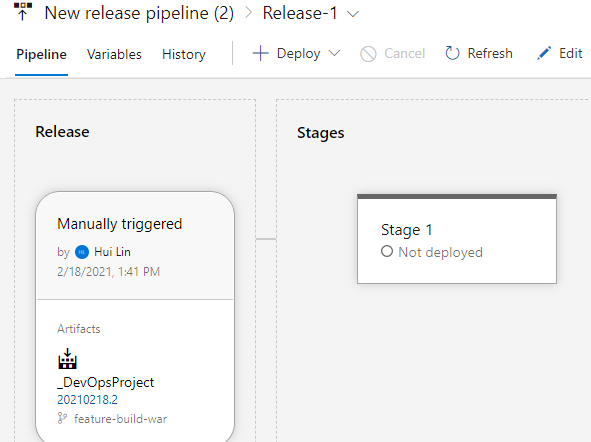 New release pipeline (2) > Release-1
Pipeline Variables History + Deploy Cancel Refresh Edit
Release
Stages
Manually triggered
by HL Hui Lin
2/18/2021, 1:41 PM
Stage 1
Not deployed
Artifacts
_DevOpsProject
20210218.2
feature-build-war